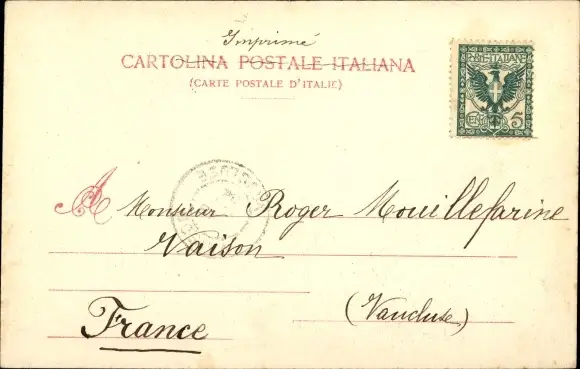 Imprimé
CARTOLINA POSTALE ITALIANA
(CARTE POSTALE D'ITALIE)
POSTE ITALIANE
5
A Monsieur Roger Mouillefarine
Vaison
(Vaucluse)
France